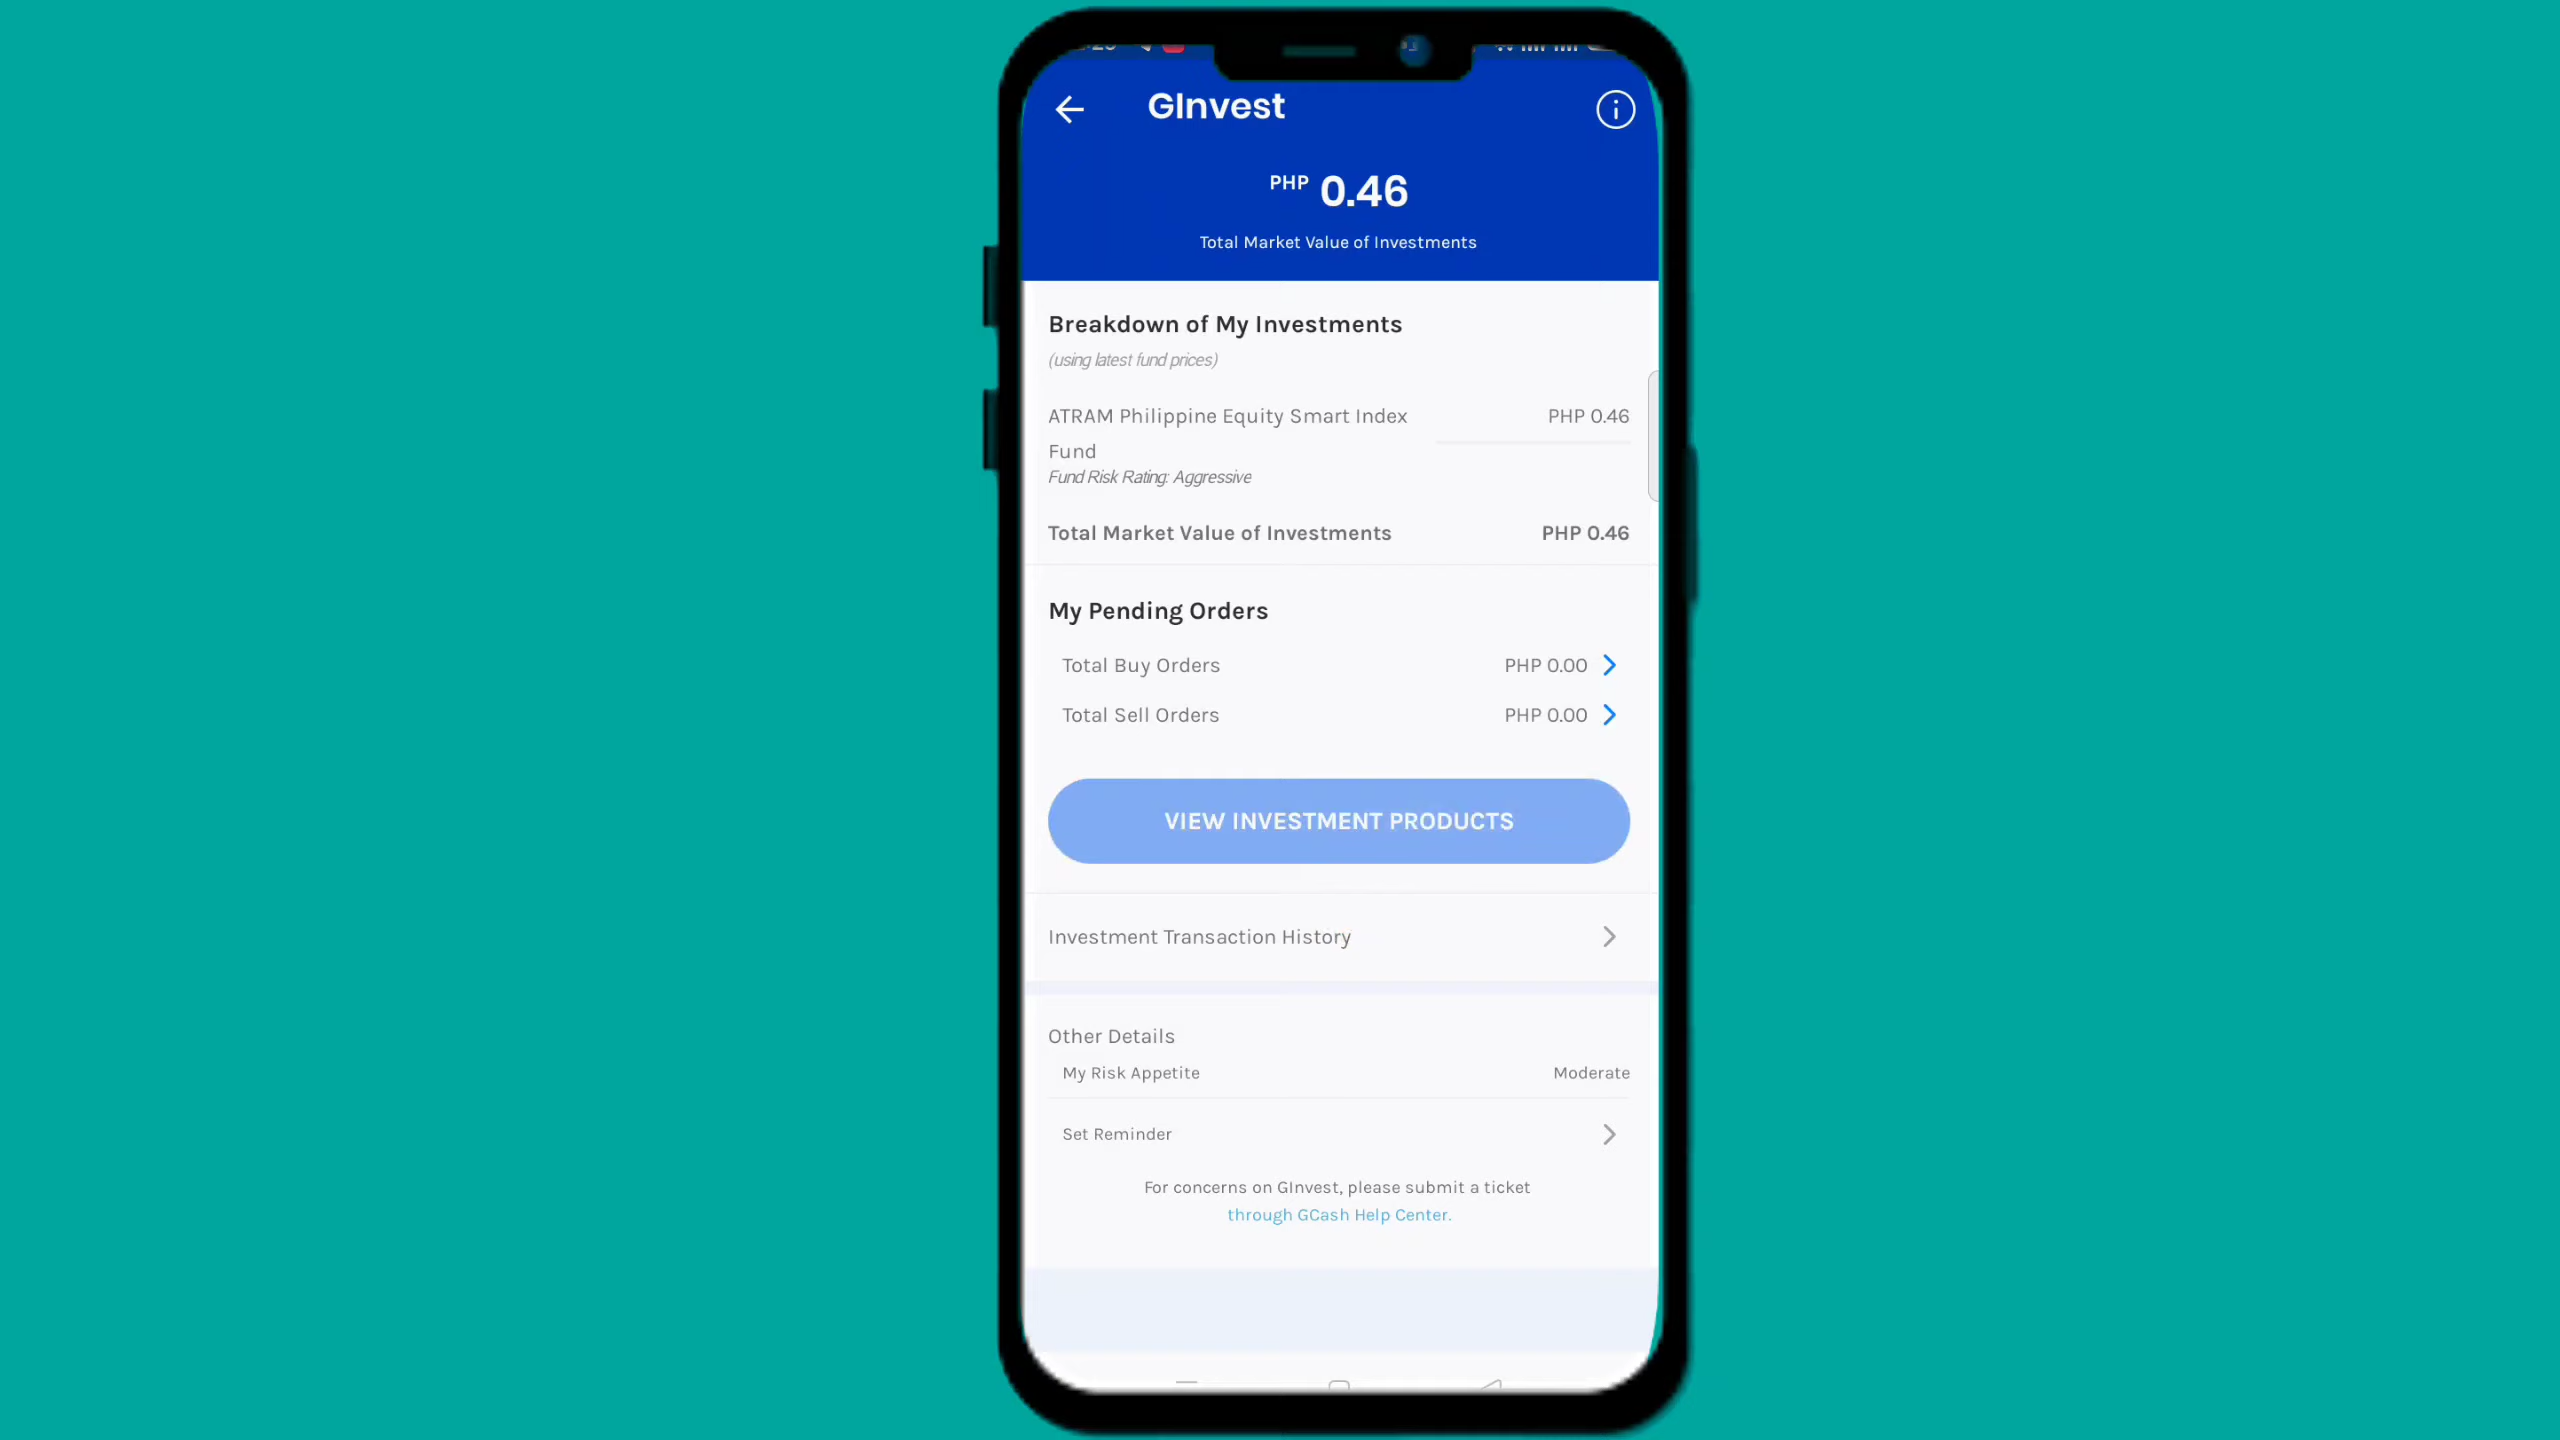 GInvest
PHP 0.46
Total Market Value of Investments
Breakdown of My Investments
(using latest fund prices)
ATRAM Philippine Equity Smart Index PHP 0.46
Fund
Fund Risk Rating: Aggressive
Total Market Value of Investments PHP 0.46
My Pending Orders
Total Buy Orders PHP 0.00
Total Sell Orders PHP 0.00
VIEW INVESTMENT PRODUCTS
Investment Transaction History
Other Details
My Risk Appetite Moderate
Set Reminder
For concerns on GInvest, please submit a ticket
through GCash Help Center.